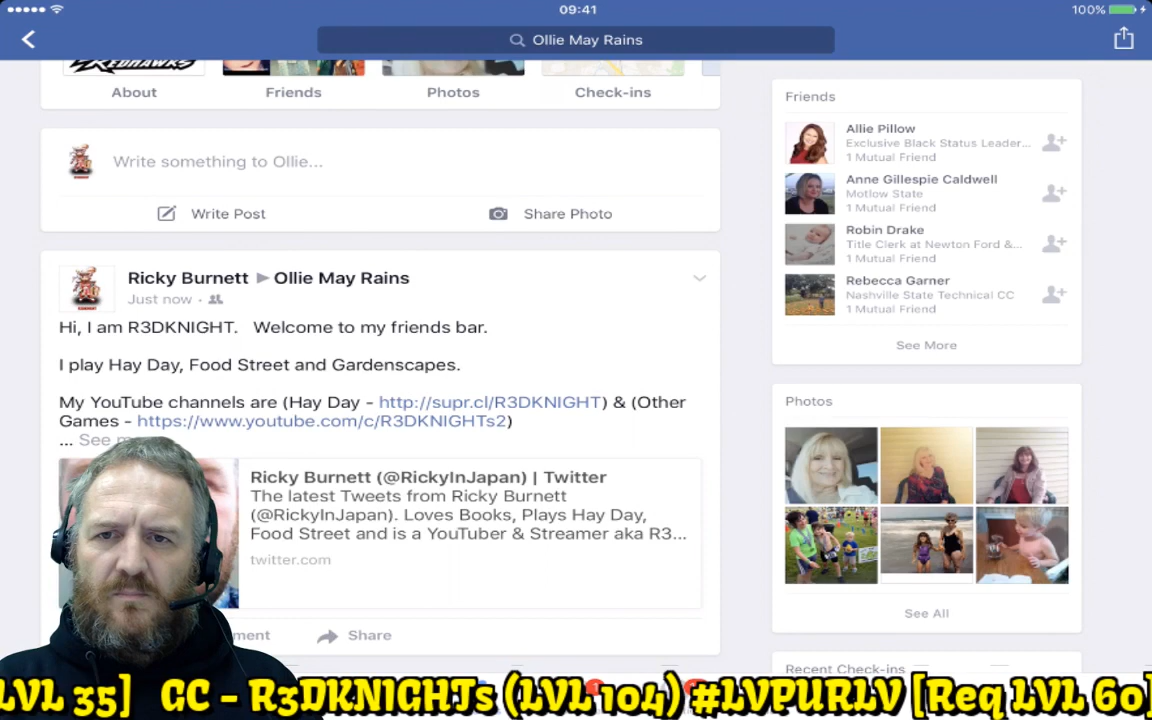 09:41
100%
Ollie May Rains
REDHAWKS
About
Friends
Photos
Check-ins
Write something to Ollie...
Write Post
Share Photo
Ricky Burnett ▶ Ollie May Rains
Just now ·
Hi, I am R3DKNIGHT. Welcome to my friends bar.
I play Hay Day, Food Street and Gardenscapes.
My YouTube channels are (Hay Day - http://supr.cl/R3DKNIGHT) & (Other
Games - https://www.youtube.com/c/R3DKNIGHTs2)
... See
Ricky Burnett (@RickyInJapan) | Twitter
The latest Tweets from Ricky Burnett
(@RickyInJapan). Loves Books, Plays Hay Day,
Food Street and is a YouTuber & Streamer aka R3...
twitter.com
ment
Share
Friends
Allie Pillow
Exclusive Black Status Leader...
1 Mutual Friend
Anne Gillespie Caldwell
Motlow State
1 Mutual Friend
Robin Drake
Title Clerk at Newton Ford &...
1 Mutual Friend
Rebecca Garner
Nashville State Technical CC
1 Mutual Friend
See More
Photos
See All
Recent Check-ins
LVL 35] GC - R3DKNIGHTs (LVL 104) #LVPURLV [Req LVL 60]